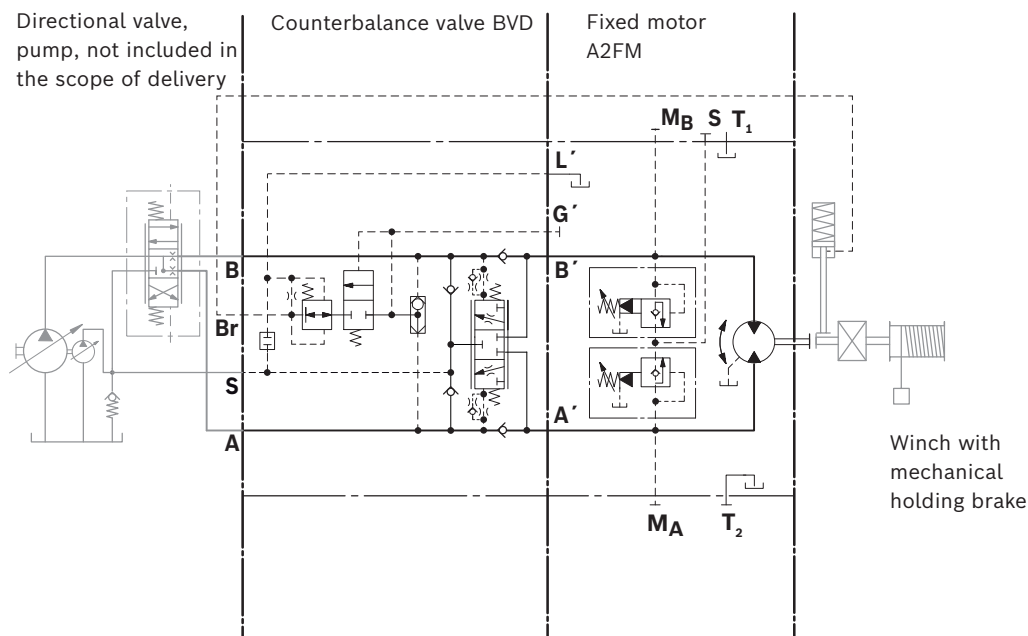 Directional valve,
pump, not included in
the scope of delivery
Counterbalance valve BVD
Fixed motor
A2FM
MB S T1
L´
G´
B
B´
Br
S
A´
A
MA
T2
Winch with
mechanical
holding brake